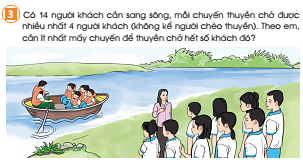 3 Có 14 người khách cần sang sông, mỗi chuyến thuyền chở được
nhiều nhất 4 người khách (không kể người chèo thuyền). Theo em,
cần ít nhất mấy chuyến để thuyền chở hết số khách đó?